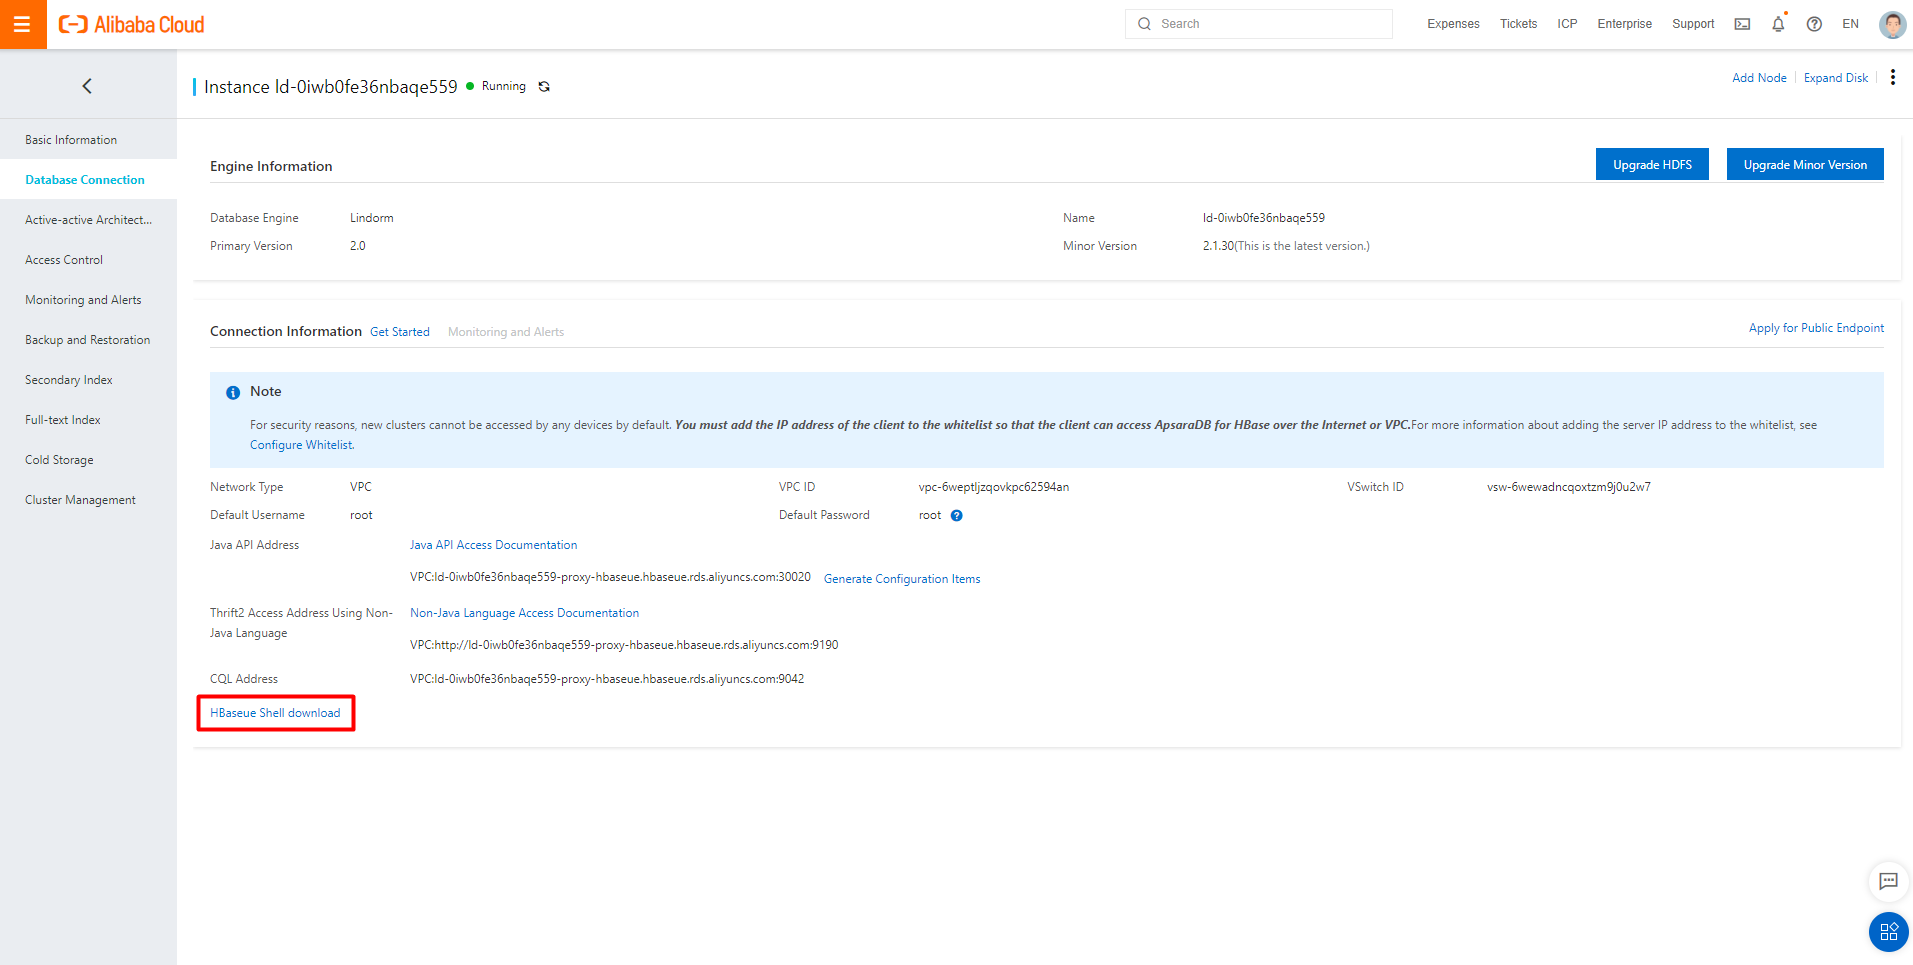 Alibaba Cloud
Search
Expenses Tickets ICP Enterprise Support EN
Instance ld-0iwb0fe36nbaqe559 Running
Add Node Expand Disk
Basic Information
Database Connection
Active-active Architect...
Access Control
Monitoring and Alerts
Backup and Restoration
Secondary Index
Full-text Index
Cold Storage
Cluster Management
Engine Information
Upgrade HDFS Upgrade Minor Version
Database Engine Lindorm Name ld-0iwb0fe36nbaqe559
Primary Version 2.0 Minor Version 2.1.30(This is the latest version.)
Connection Information Get Started Monitoring and Alerts Apply for Public Endpoint
Note
For security reasons, new clusters cannot be accessed by any devices by default. You must add the IP address of the client to the whitelist so that the client can access ApsaraDB for HBase over the Internet or VPC.For more information about adding the server IP address to the whitelist, see
Configure Whitelist.
Network Type VPC VPC ID vpc-6weptljzqovkpc62594an VSwitch ID vsw-6wewadncqoxtzm9j0u2w7
Default Username root Default Password root
Java API Address Java API Access Documentation
VPC:ld-0iwb0fe36nbaqe559-proxy-hbaseue.hbaseue.rds.aliyuncs.com:30020 Generate Configuration Items
Thrift2 Access Address Using Non-
Java Language
Non-Java Language Access Documentation
VPC:http://ld-0iwb0fe36nbaqe559-proxy-hbaseue.hbaseue.rds.aliyuncs.com:9190
CQL Address VPC:ld-0iwb0fe36nbaqe559-proxy-hbaseue.hbaseue.rds.aliyuncs.com:9042
HBaseue Shell download